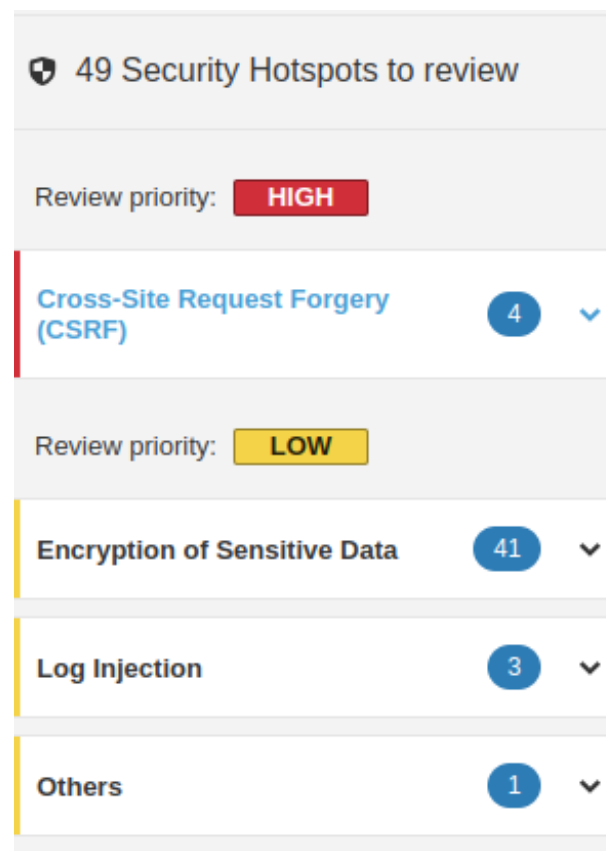 49 Security Hotspots to review
Review priority: HIGH
Cross-Site Request Forgery
(CSRF)
4
Review priority: LOW
Encryption of Sensitive Data 41
Log Injection 3
Others 1